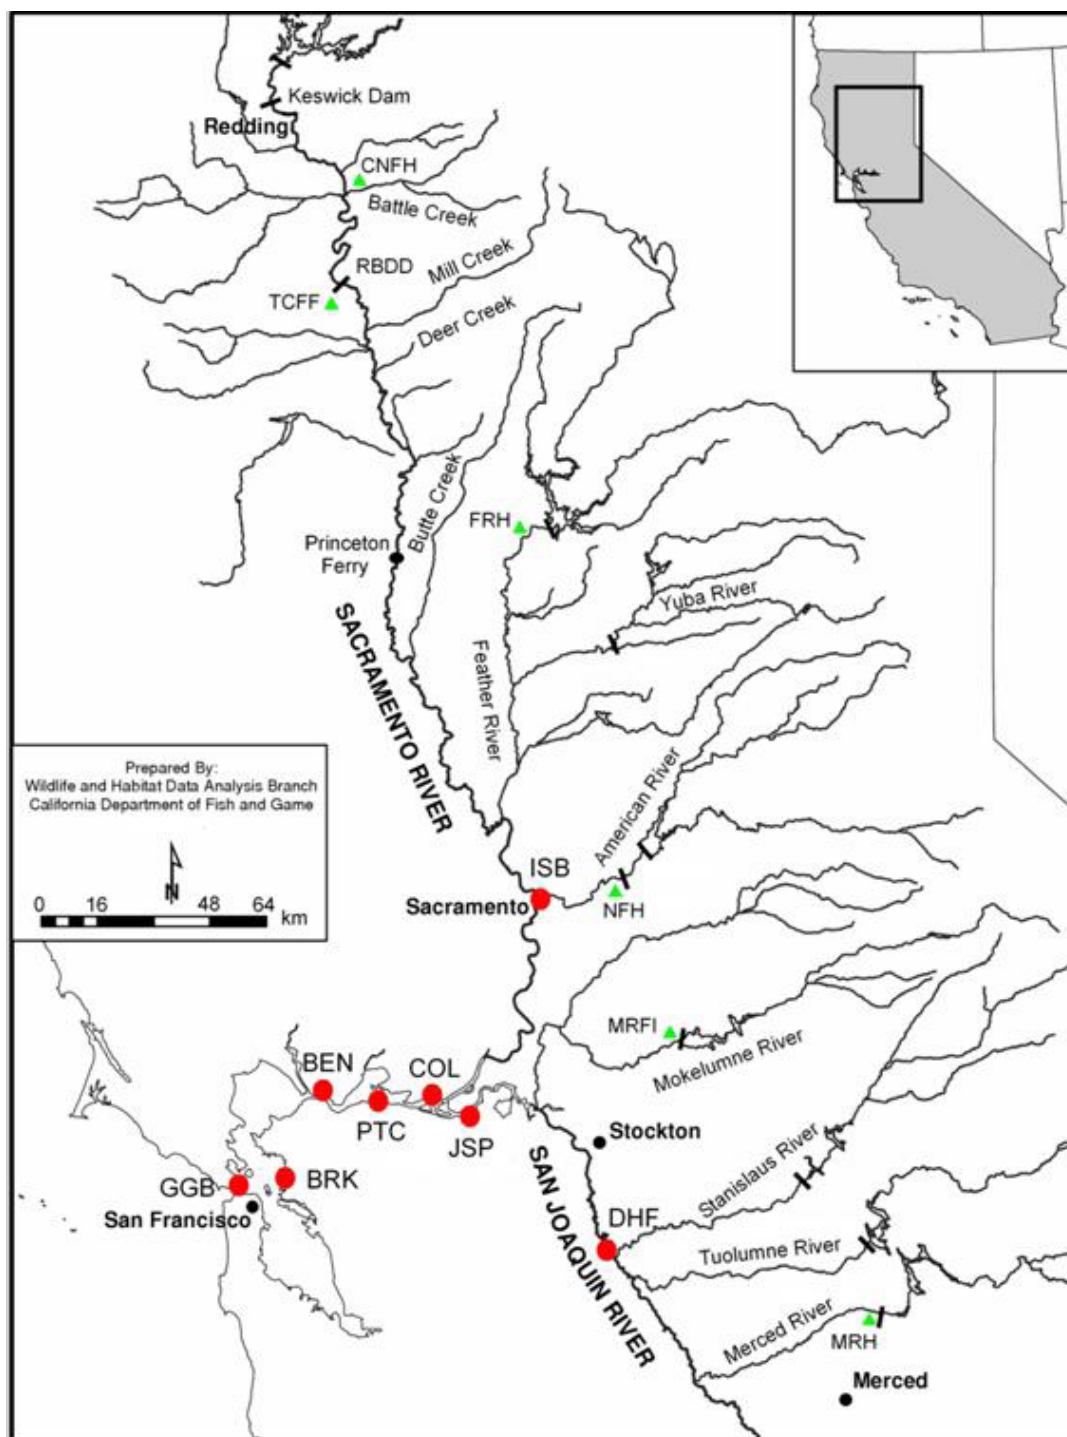 Keswick Dam
Redding
CNFH
Battle Creek
RBDD
Mill Creek
TCFF
Deer Creek
Butte Creek
FRH
Princeton
Ferry
Yuba River
SACRAMENTO RIVER
Feather River
Prepared By:
Wildlife and Habitat Data Analysis Branch
California Department of Fish and Game
N
0 16 48 64
km
American River
ISB
Sacramento
NFH
MRFI
Mokelumne River
BEN
COL
PTC
JSP
Stockton
Stanislaus River
GGB
BRK
San Francisco
SAN JOAQUIN RIVER
DHF
Tuolumne River
Merced River
MRH
Merced